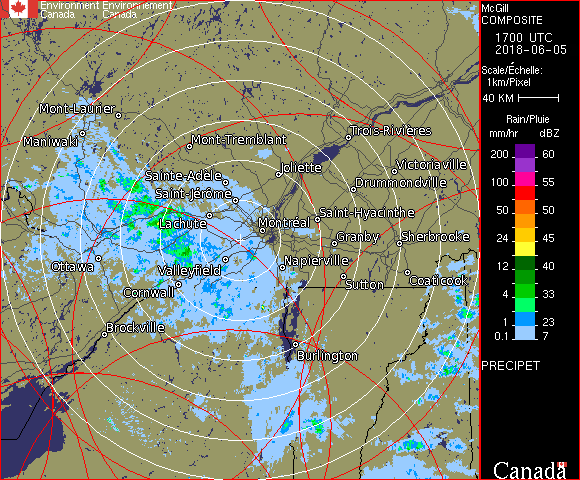 Environment Environnement
Canada Canada
McGill
COMPOSITE
1700 UTC
2018-06-05
Scale/Échelle:
1km/Pixel
40 KM
Rain/Pluie
mm/hr dBZ
200 60
150 57
100 55
50 50
24 45
12 40
4 33
1 23
0.1 7
PRECIPET
Canada
Mont-Laurier
Maniwaki
Mont-Tremblant
Trois-Rivières
Sainte-Adèle
Joliette
Victoriaville
Saint-Jérôme
Drummondville
Lachute
Montréal
Saint-Hyacinthe
Granby
Sherbrooke
Ottawa
Valleyfield
Napierville
Cornwall
Sutton
Coaticook
Brockville
Burlington